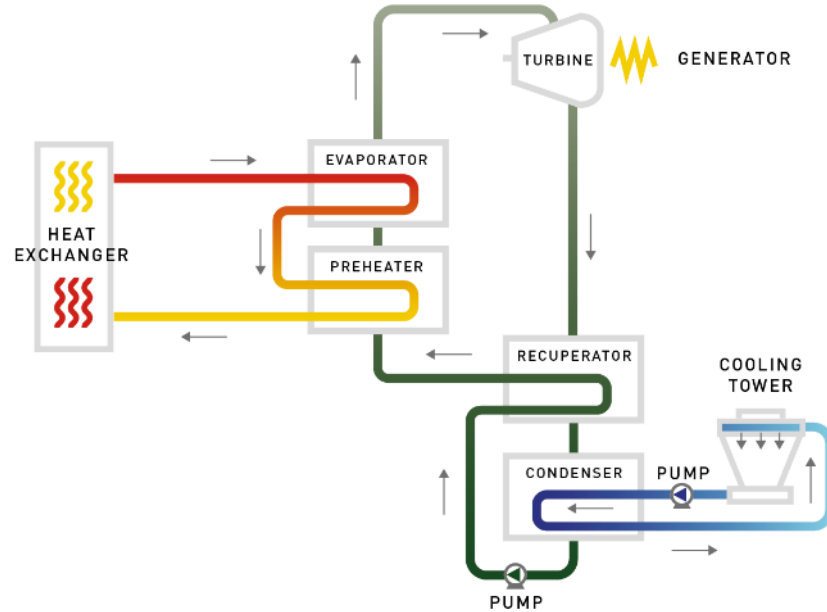 TURBINE
GENERATOR
EVAPORATOR
HEAT
EXCHANGER
PREHEATER
RECUPERATOR
COOLING
TOWER
CONDENSER
PUMP
PUMP